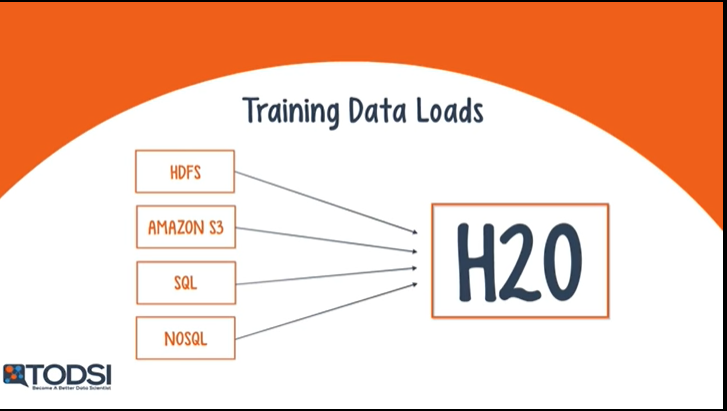 Training Data Loads
HDFS
AMAZON S3
SQL
NOSQL
H2O
TODSI
Become A Better Data Scientist